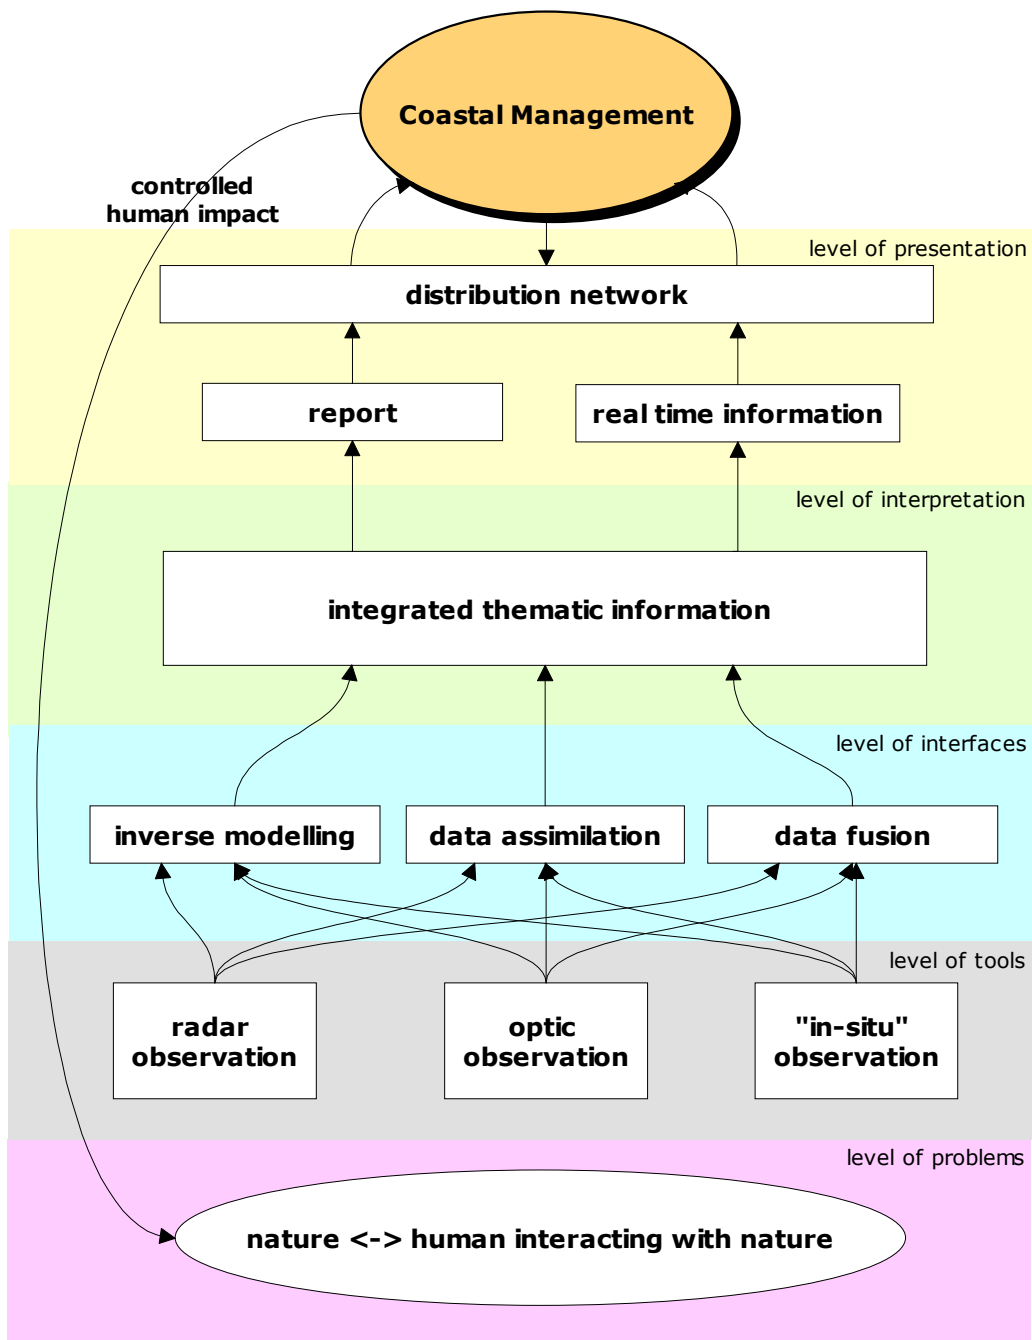 Coastal Management
controlled
human impact
level of presentation
distribution network
report
real time information
level of interpretation
integrated thematic information
level of interfaces
inverse modelling
data assimilation
data fusion
level of tools
radar
observation
optic
observation
"in-situ"
observation
level of problems
nature <-> human interacting with nature